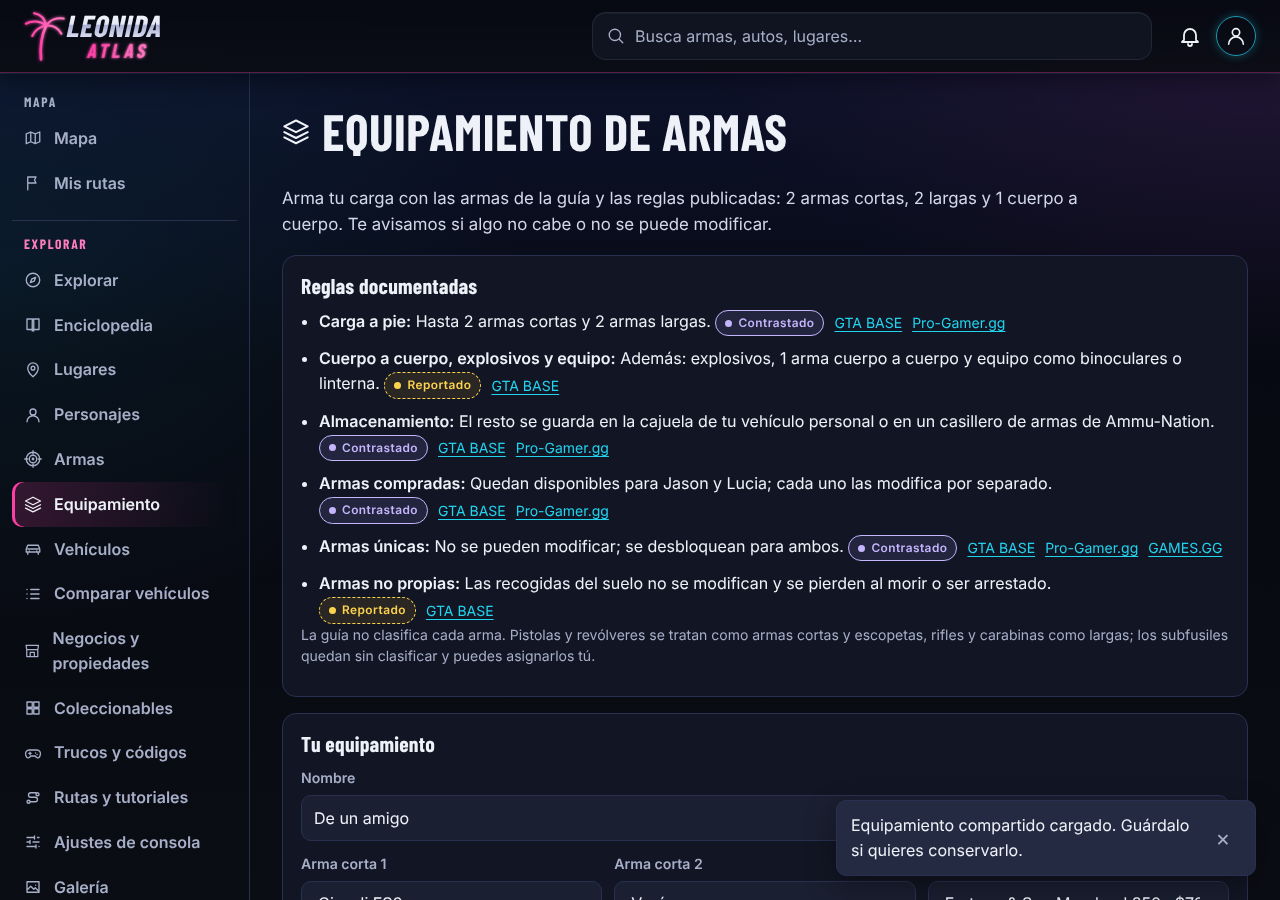 LEONIDA
ATLAS
Busca armas, autos, lugares...
MAPA
Mapa
Mis rutas
EXPLORAR
Explorar
Enciclopedia
Lugares
Personajes
Armas
Equipamiento
Vehículos
Comparar vehículos
Negocios y
propiedades
Coleccionables
Trucos y códigos
Rutas y tutoriales
Ajustes de consola
Galería
EQUIPAMIENTO DE ARMAS
Arma tu carga con las armas de la guía y las reglas publicadas: 2 armas cortas, 2 largas y 1 cuerpo a
cuerpo. Te avisamos si algo no cabe o no se puede modificar.
Reglas documentadas
• Carga a pie: Hasta 2 armas cortas y 2 armas largas. Contrastado GTA BASE Pro-Gamer.gg
• Cuerpo a cuerpo, explosivos y equipo: Además: explosivos, 1 arma cuerpo a cuerpo y equipo como binoculares o
linterna. Reportado GTA BASE
• Almacenamiento: El resto se guarda en la cajuela de tu vehículo personal o en un casillero de armas de Ammu-Nation.
Contrastado GTA BASE Pro-Gamer.gg
• Armas compradas: Quedan disponibles para Jason y Lucia; cada uno las modifica por separado.
Contrastado GTA BASE Pro-Gamer.gg
• Armas únicas: No se pueden modificar; se desbloquean para ambos. Contrastado GTA BASE Pro-Gamer.gg GAMES.GG
• Armas no propias: Las recogidas del suelo no se modifican y se pierden al morir o ser arrestado.
Reportado GTA BASE
La guía no clasifica cada arma. Pistolas y revólveres se tratan como armas cortas y escopetas, rifles y carabinas como largas; los subfusiles
quedan sin clasificar y puedes asignarlos tú.
Tu equipamiento
Nombre
De un amigo
Equipamiento compartido cargado. Guárdalo
si quieres conservarlo.
Arma corta 1
Arma corta 2